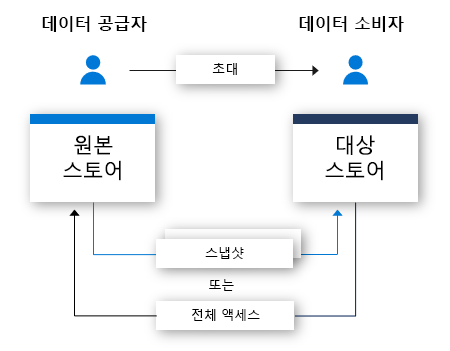 데이터 공급자
데이터 소비자
초대
원본
스토어
대상
스토어
스냅샷
또는
전체 액세스